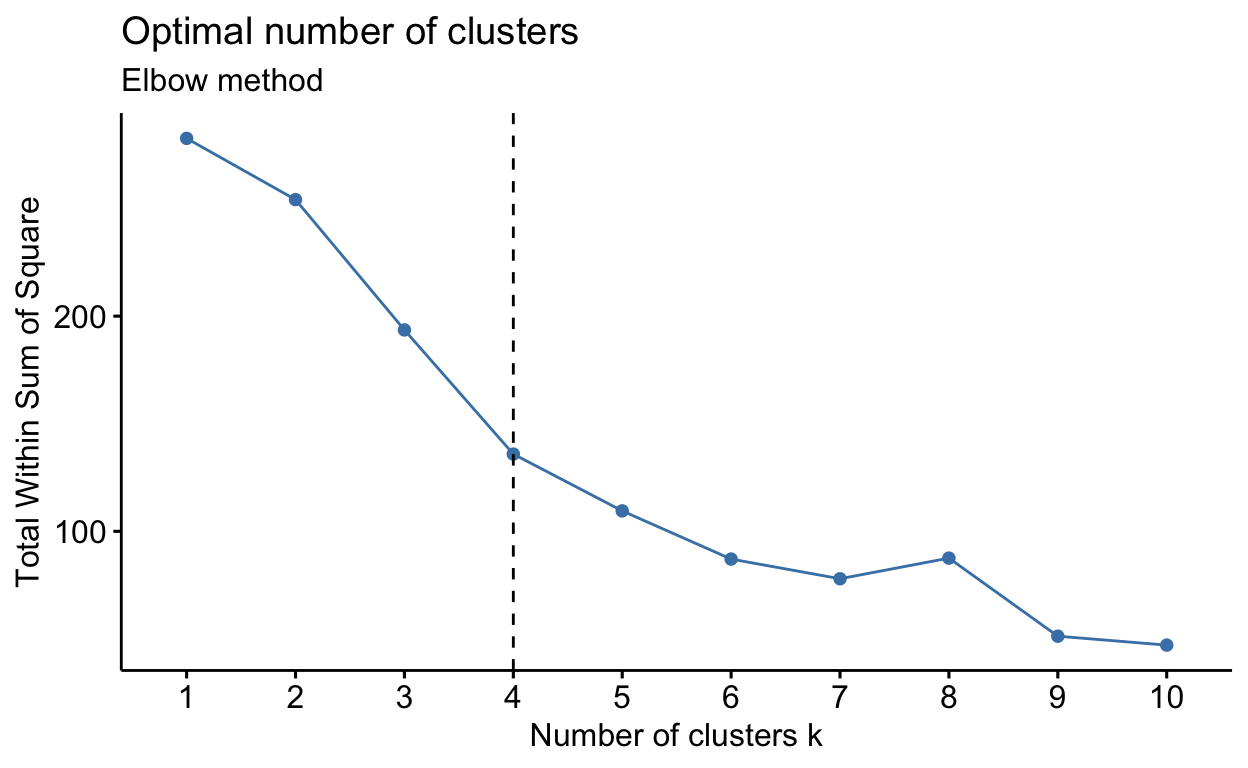 Optimal number of clusters
Elbow method
Total Within Sum of Square
200
100
1 2 3 4 5 6 7 8 9 10
Number of clusters k